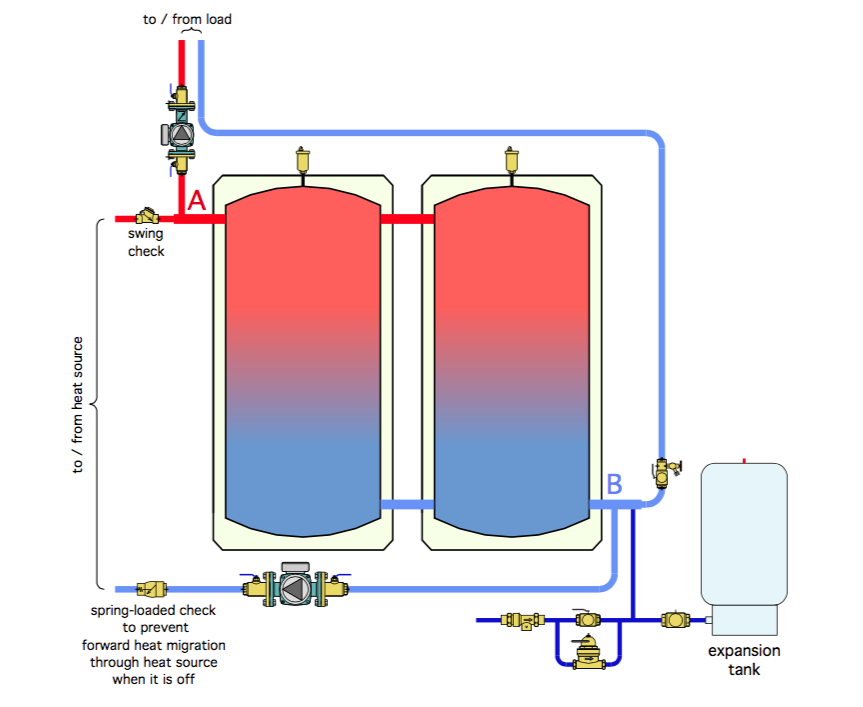 to / from load
A
swing
check
to / from heat source
B
spring-loaded check
to prevent
forward heat migration
through heat source
when it is off
expansion
tank